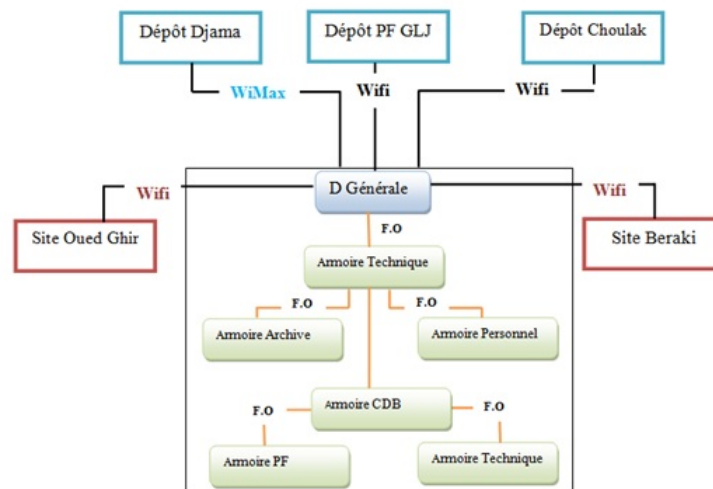 Dépôt Djama
Dépôt PF GLJ
Dépôt Choulak
WiMax
Wifi
Wifi
D Générale
Wifi
Wifi
Site Oued Ghir
Site Beraki
F.O
Armoire Technique
F.O
F.O
Armoire Archive
Armoire Personnel
Armoire CDB
F.O
F.O
Armoire PF
Armoire Technique